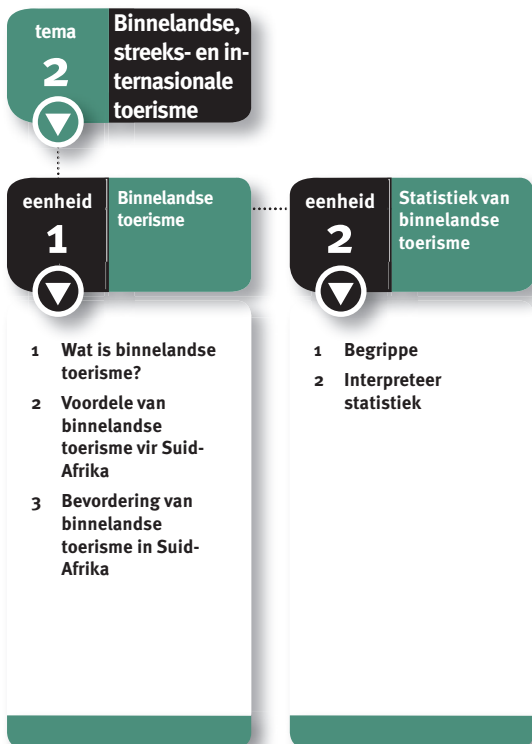 tema
2
Binnelandse,
streeks- en in-
ternasionale
toerisme
eenheid
1
Binnelandse
toerisme
1 Wat is binnelandse
toerisme?
2 Voordele van
binnelandse
toerisme vir Suid-
Afrika
3 Bevordering van
binnelandse
toerisme in Suid-
Afrika
eenheid
2
Statistiek van
binnelandse
toerisme
1 Begrippe
2 Interpreteer
statistiek